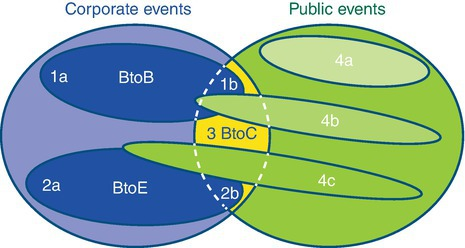 Corporate events
Public events
4a
1a
BtoB
1b
4b
3 BtoC
4c
2a
BtoE
2b